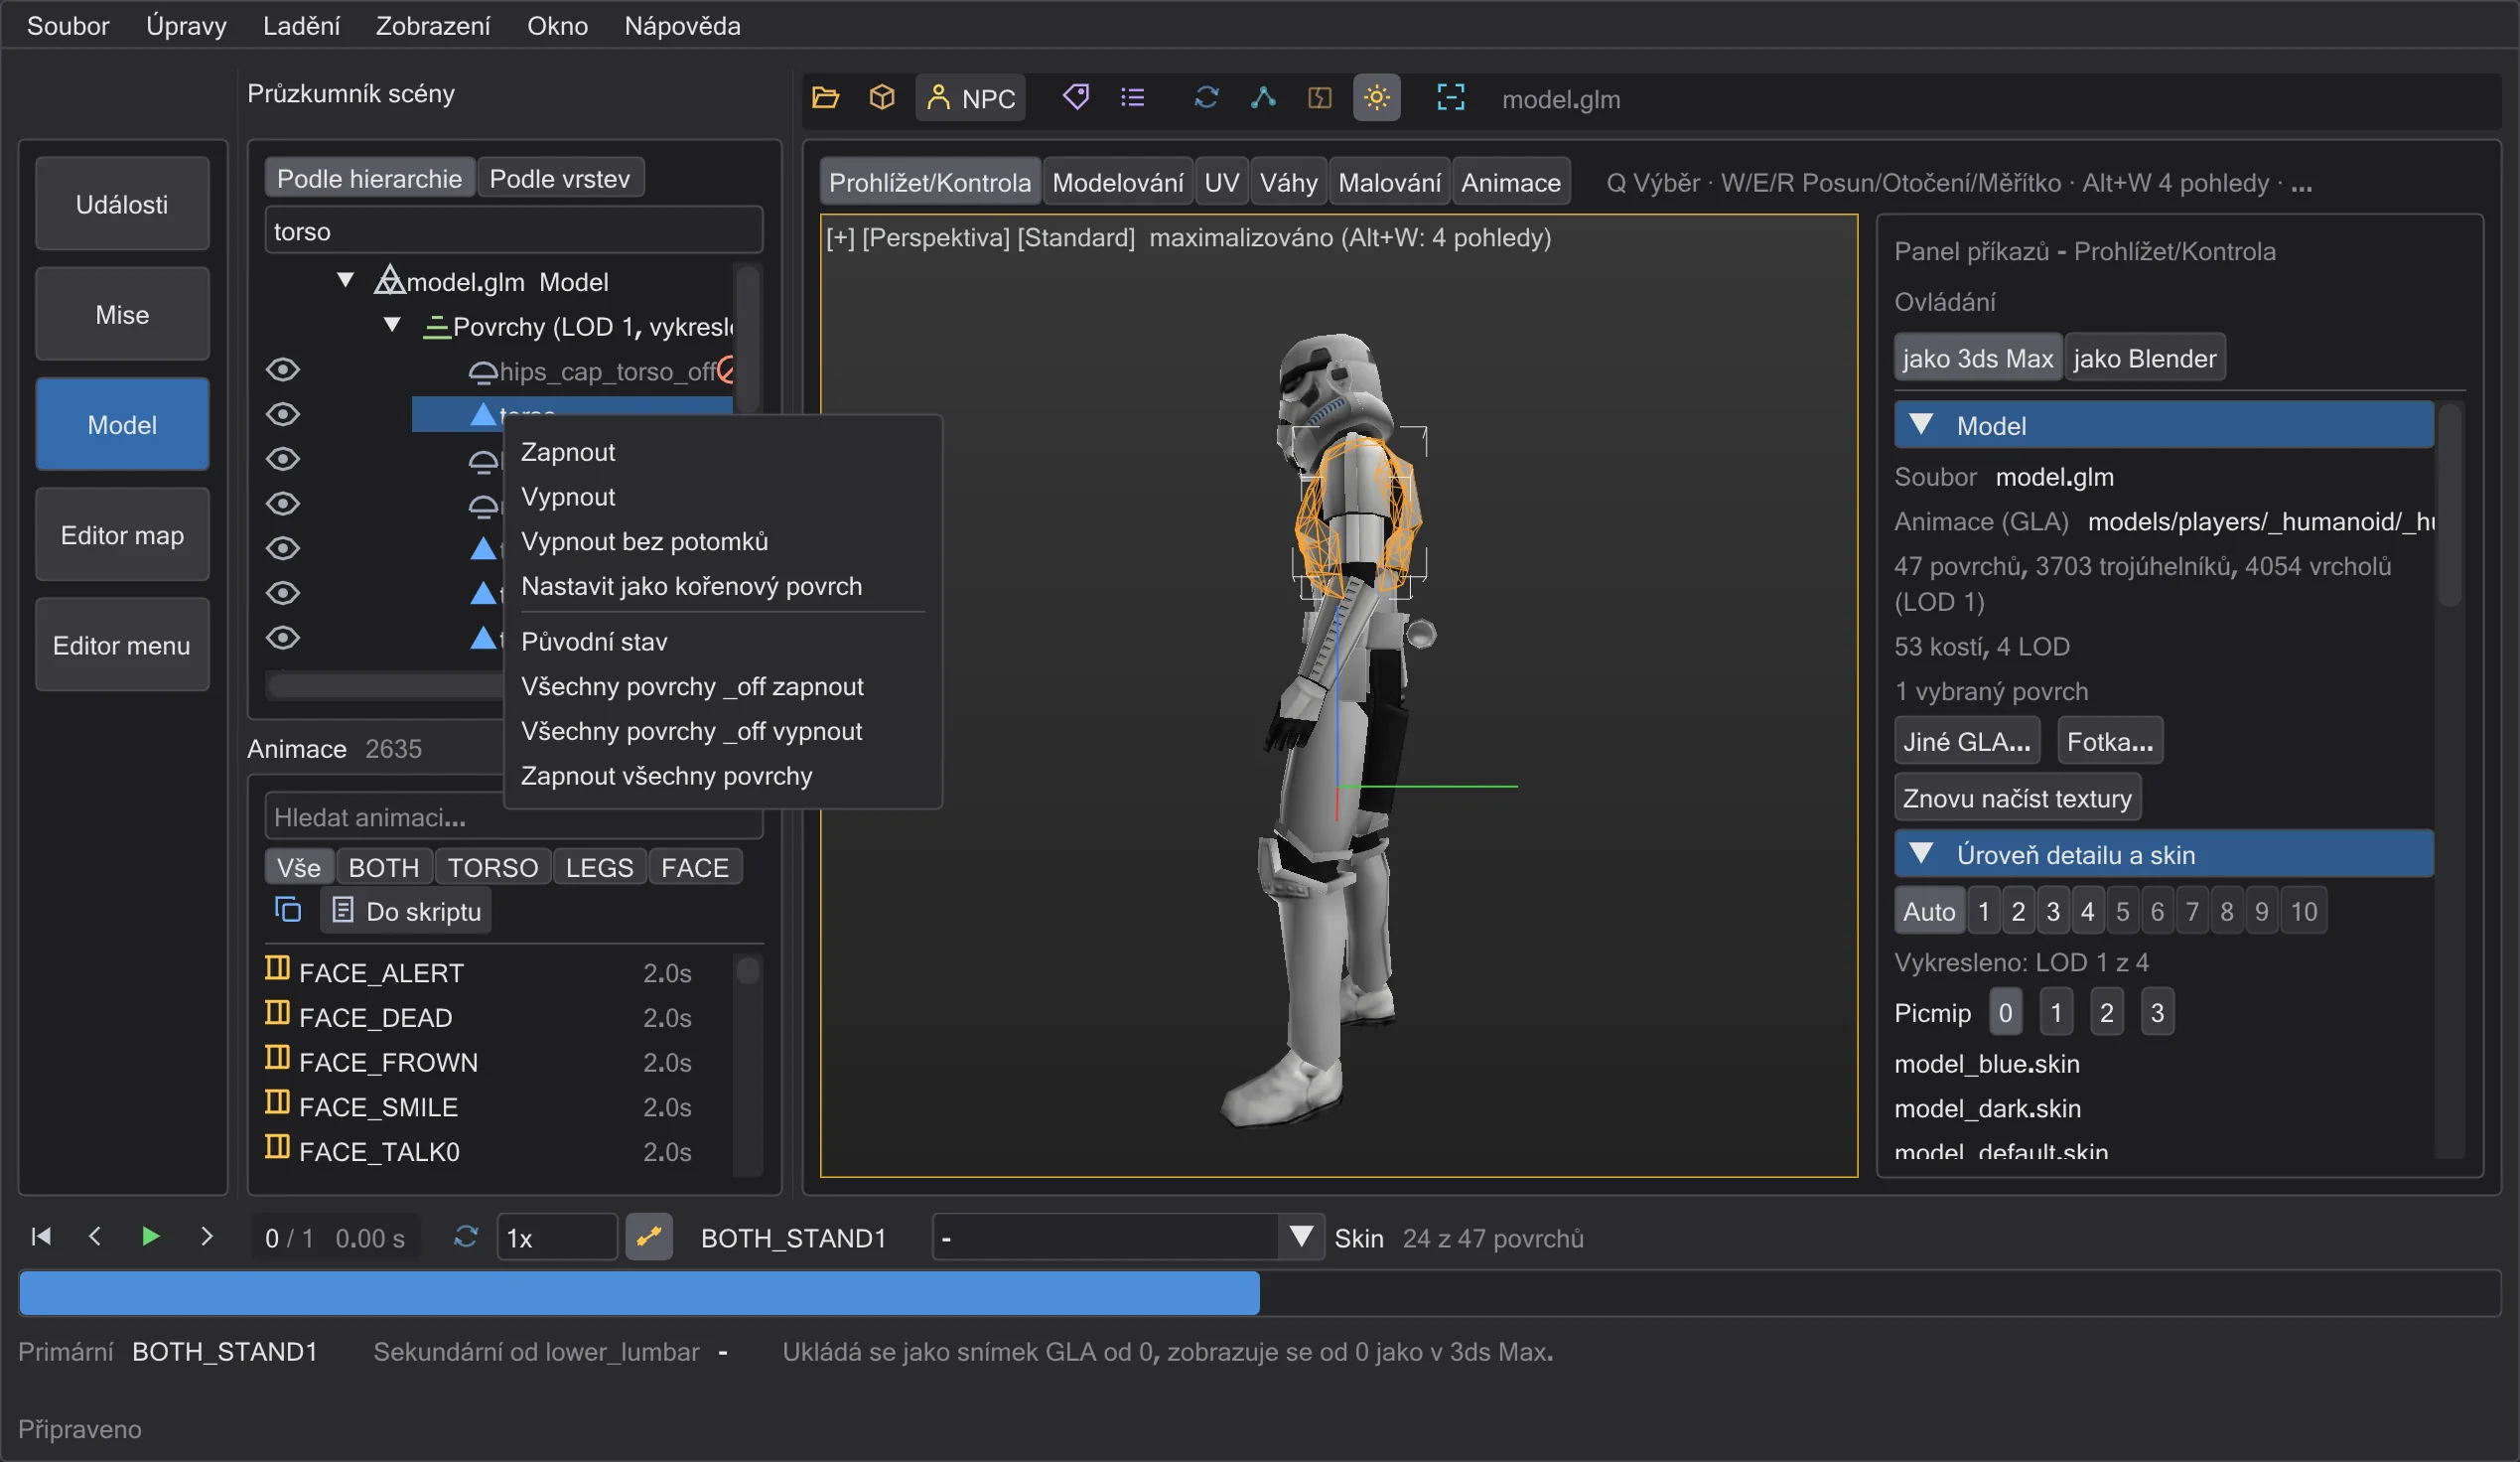 Soubor Úpravy Ladění Zobrazení Okno Nápověda
Průzkumník scény
NPC model.glm
Události
Mise
Model
Editor map
Editor menu
Podle hierarchie Podle vrstev
torso
model.glm Model
Povrchy (LOD 1, vykresl
hips_cap_torso_off
Zapnout
Vypnout
Vypnout bez potomků
Nastavit jako kořenový povrch
Původní stav
Všechny povrchy _off zapnout
Všechny povrchy _off vypnout
Zapnout všechny povrchy
Animace 2635
Hledat animaci...
Vše BOTH TORSO LEGS FACE
Do skriptu
FACE_ALERT 2.0s
FACE_DEAD 2.0s
FACE_FROWN 2.0s
FACE_SMILE 2.0s
FACE_TALK0 2.0s
Prohlížet/Kontrola Modelování UV Váhy Malování Animace Q Výběr · W/E/R Posun/Otočení/Měřítko · Alt+W 4 pohledy · ...
[+] [Perspektiva] [Standard] maximalizováno (Alt+W: 4 pohledy)
Panel příkazů - Prohlížet/Kontrola
Ovládání
jako 3ds Max jako Blender
Model
Soubor model.glm
Animace (GLA) models/players/_humanoid/_hu
47 povrchů, 3703 trojúhelníků, 4054 vrcholů
(LOD 1)
53 kostí, 4 LOD
1 vybraný povrch
Jiné GLA... Fotka...
Znovu načíst textury
Úroveň detailu a skin
Auto 1 2 3 4 5 6 7 8 9 10
Vykresleno: LOD 1 z 4
Picmip 0 1 2 3
model_blue.skin
model_dark.skin
model_default.skin
0 / 1 0.00 s 1x BOTH_STAND1 - Skin 24 z 47 povrchů
Primární BOTH_STAND1 Sekundární od lower_lumbar - Ukládá se jako snímek GLA od 0, zobrazuje se od 0 jako v 3ds Max.
Připraveno